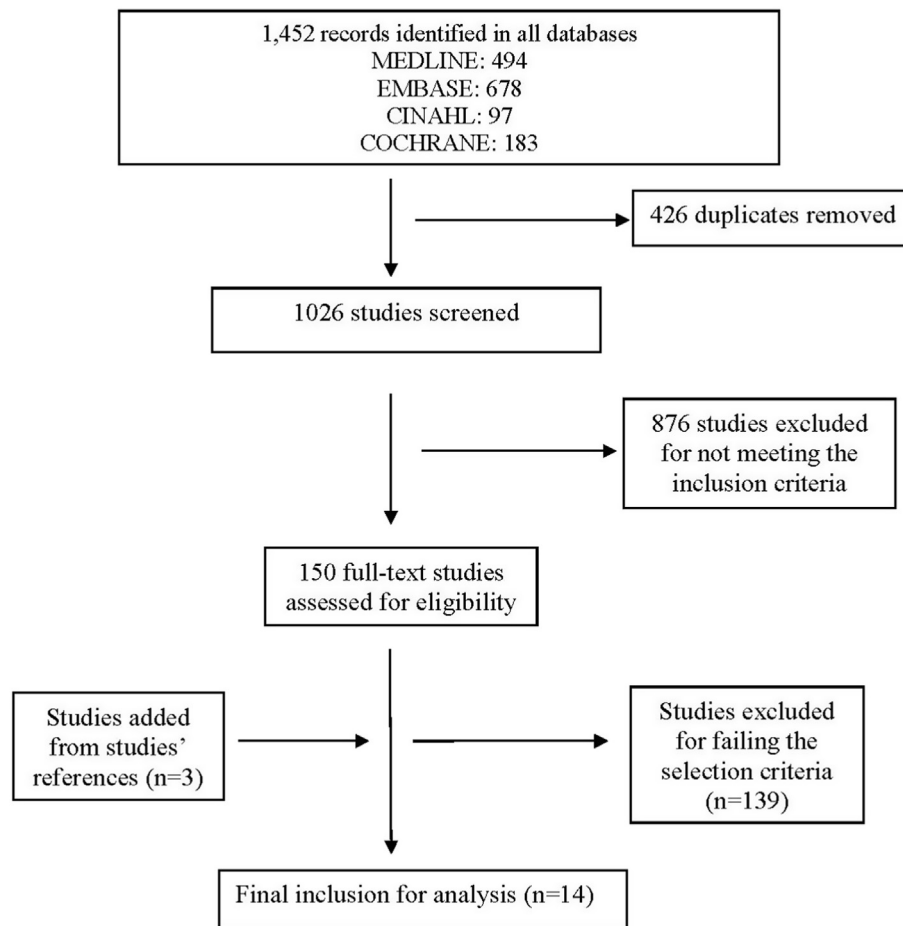 1,452 records identified in all databases
MEDLINE: 494
EMBASE: 678
CINAHL: 97
COCHRANE: 183
426 duplicates removed
1026 studies screened
876 studies excluded
for not meeting the
inclusion criteria
150 full-text studies
assessed for eligibility
Studies added
from studies’
references (n=3)
Studies excluded
for failing the
selection criteria
(n=139)
Final inclusion for analysis (n=14)